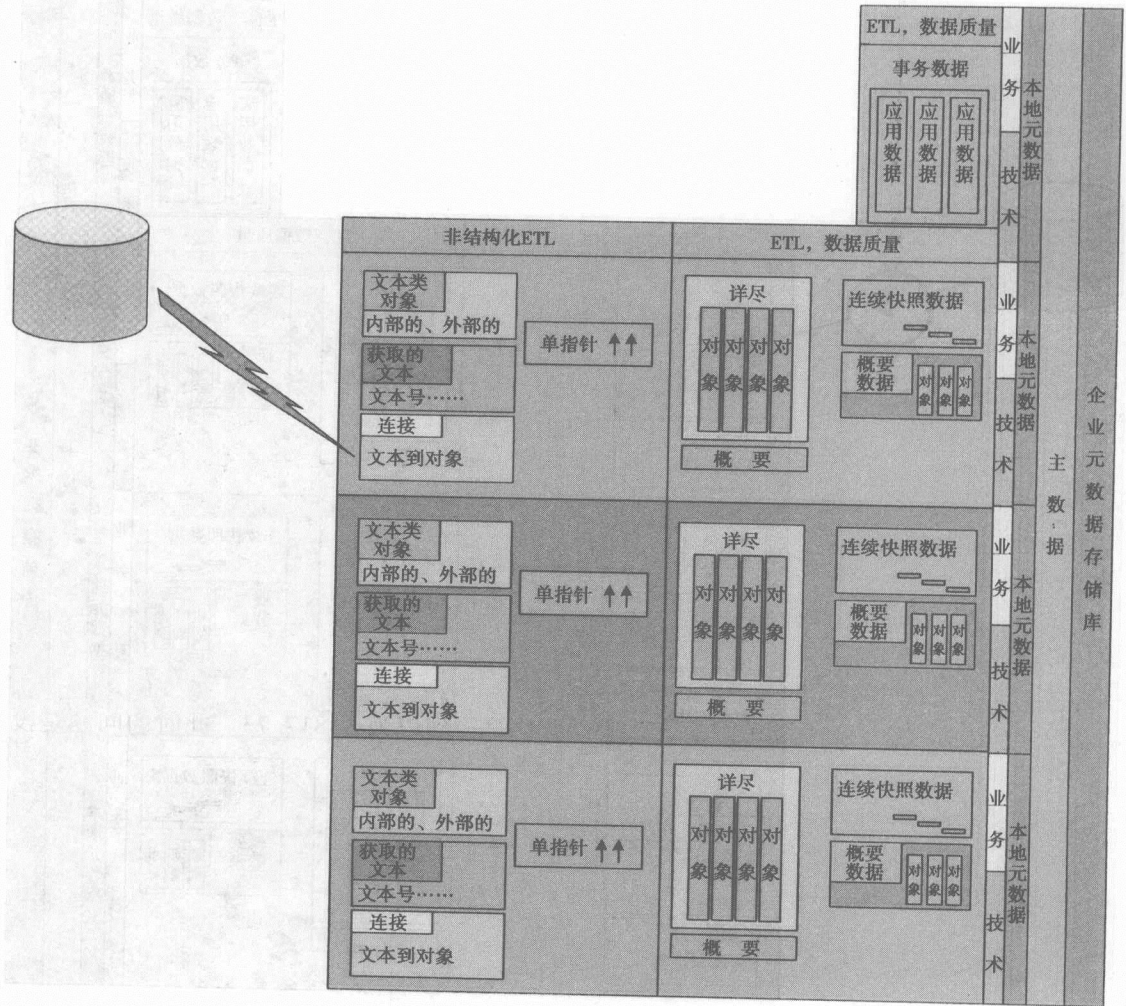 ETL，数据质量
事务数据
应用数据
应用数据
应用数据
业务
技术
本地元数据
非结构化ETL
ETL，数据质量
文本类
对象
内部的、外部的
获取的
文本
文本号……
连接
文本到对象
单指针
详尽
对象
对象
对象
对象
概 要
连续快照数据
概要
数据
对象
对象
对象
业务
技术
本地元数据
文本类
对象
内部的、外部的
获取的
文本
文本号……
连接
文本到对象
单指针
详尽
对象
对象
对象
对象
概 要
连续快照数据
概要
数据
对象
对象
对象
业务
技术
本地元数据
文本类
对象
内部的、外部的
获取的
文本
文本号……
连接
文本到对象
单指针
详尽
对象
对象
对象
对象
概 要
连续快照数据
概要
数据
对象
对象
对象
业务
技术
本地元数据
主数据
企业元数据存储库